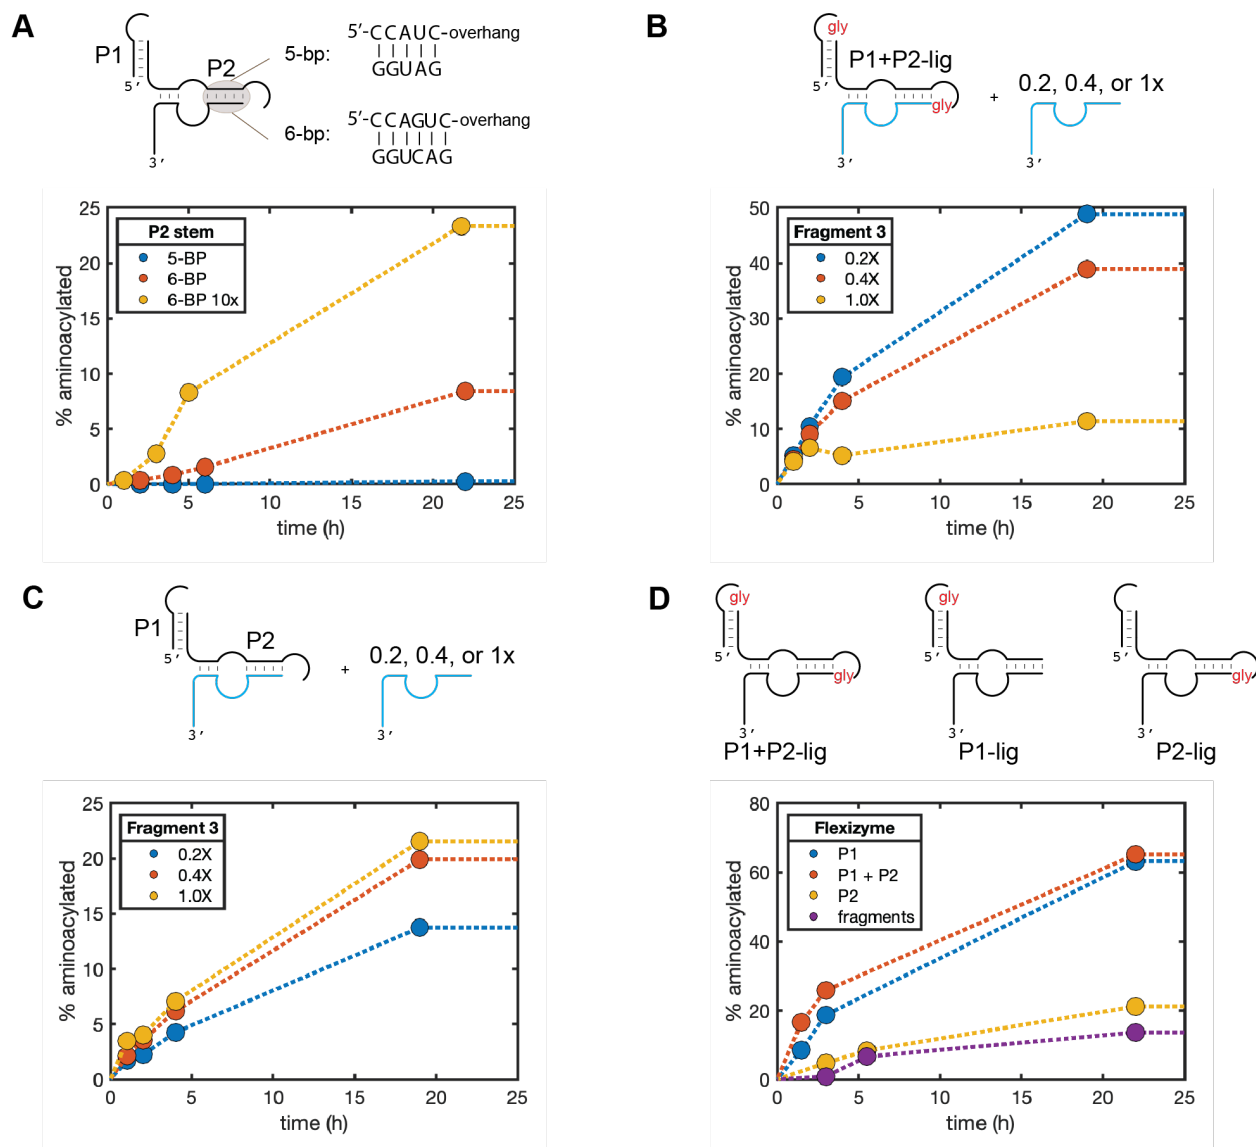 A
P1
P2
5'
3'
5-bp:
5'-CCAUC-overhang
GGUAG
6-bp:
5'-CCAGUC-overhang
GGUCAG
% aminoacylated
25
20
15
10
5
0
P2 stem
5-BP
6-BP
6-BP 10x
0 5 10 15 20 25
time (h)
B
gly
P1+P2-lig
5'
gly
3'
+
0.2, 0.4, or 1x
3'
% aminoacylated
50
40
30
20
10
0
Fragment 3
0.2X
0.4X
1.0X
0 5 10 15 20 25
time (h)
C
P1
P2
5'
3'
+
0.2, 0.4, or 1x
3'
% aminoacylated
25
20
15
10
5
0
Fragment 3
0.2X
0.4X
1.0X
0 5 10 15 20 25
time (h)
D
gly
5'
gly
3'
P1+P2-lig
gly
5'
3'
P1-lig
5'
gly
3'
P2-lig
% aminoacylated
80
60
40
20
0
Flexizyme
P1
P1 + P2
P2
fragments
0 5 10 15 20 25
time (h)